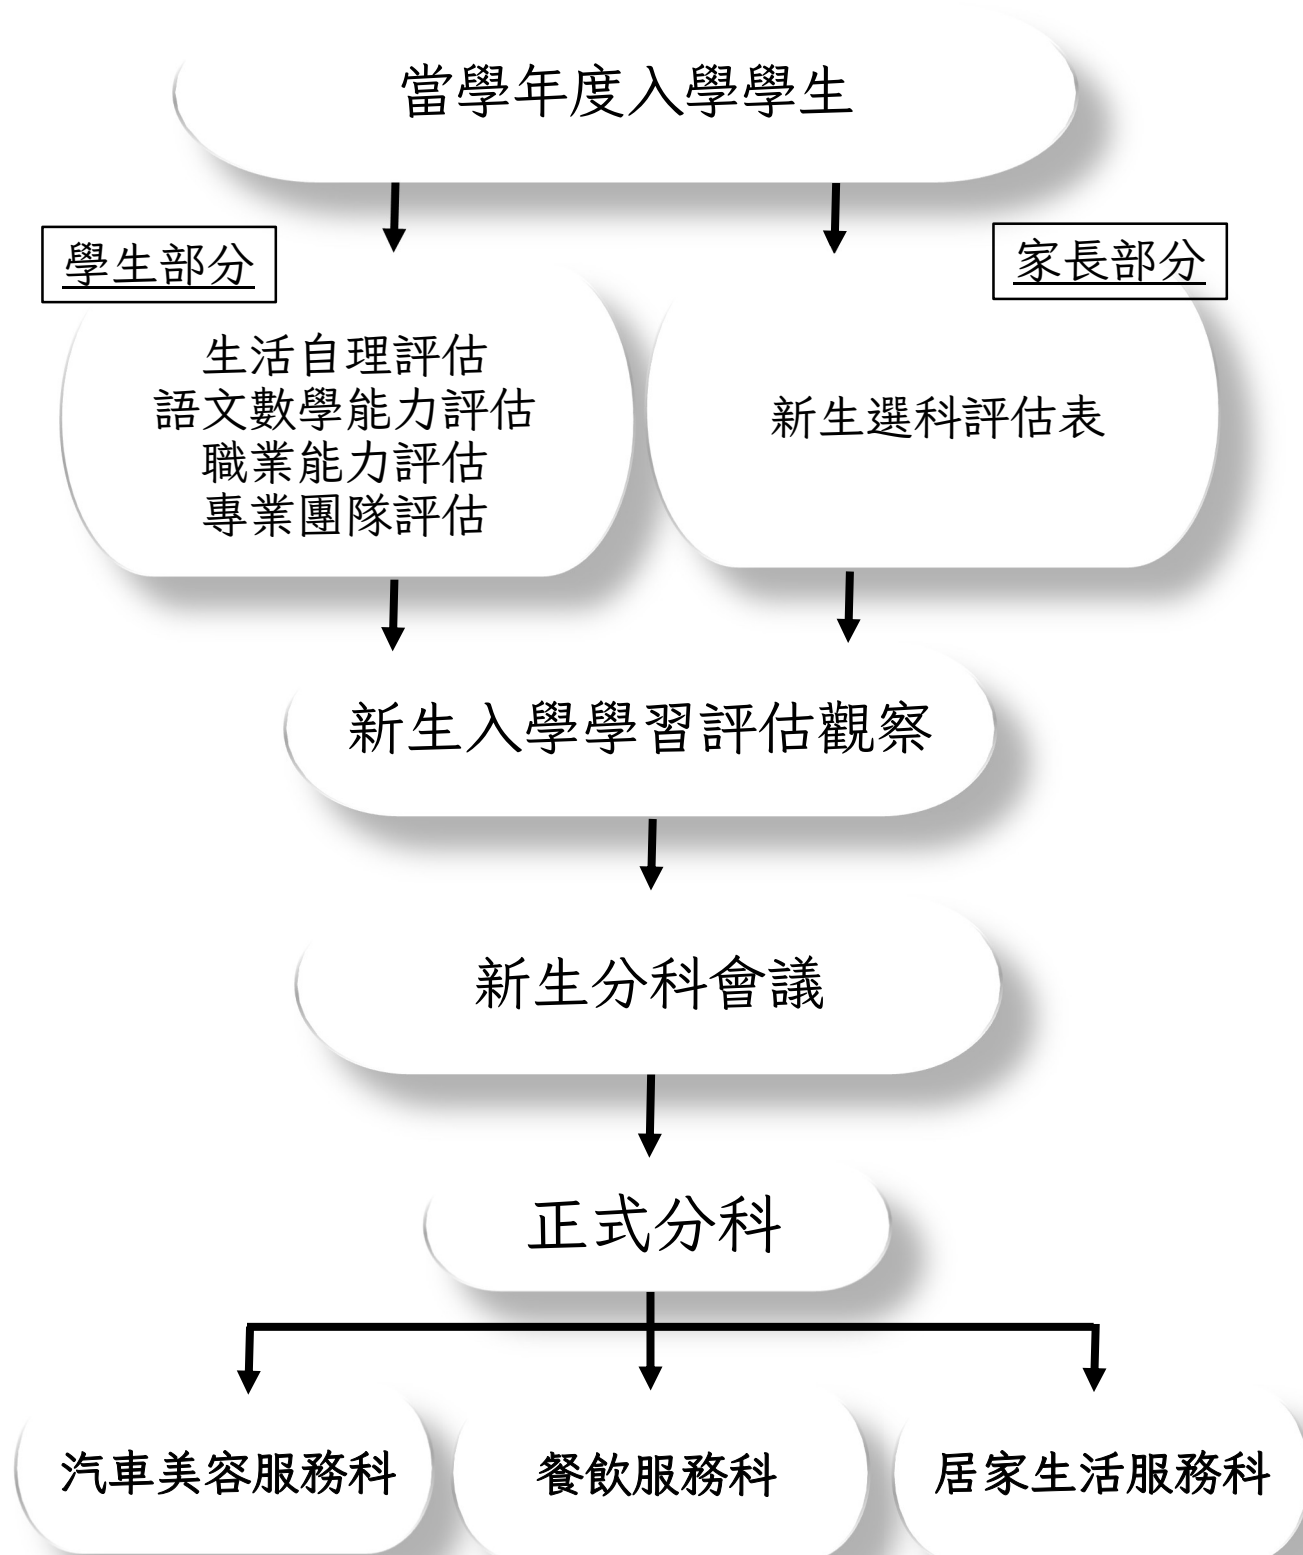 當學年度入學學生
學生部分
家長部分
生活自理評估
語文數學能力評估
職業能力評估
專業團隊評估
新生選科評估表
新生入學學習評估觀察
新生分科會議
正式分科
汽車美容服務科
餐飲服務科
居家生活服務科